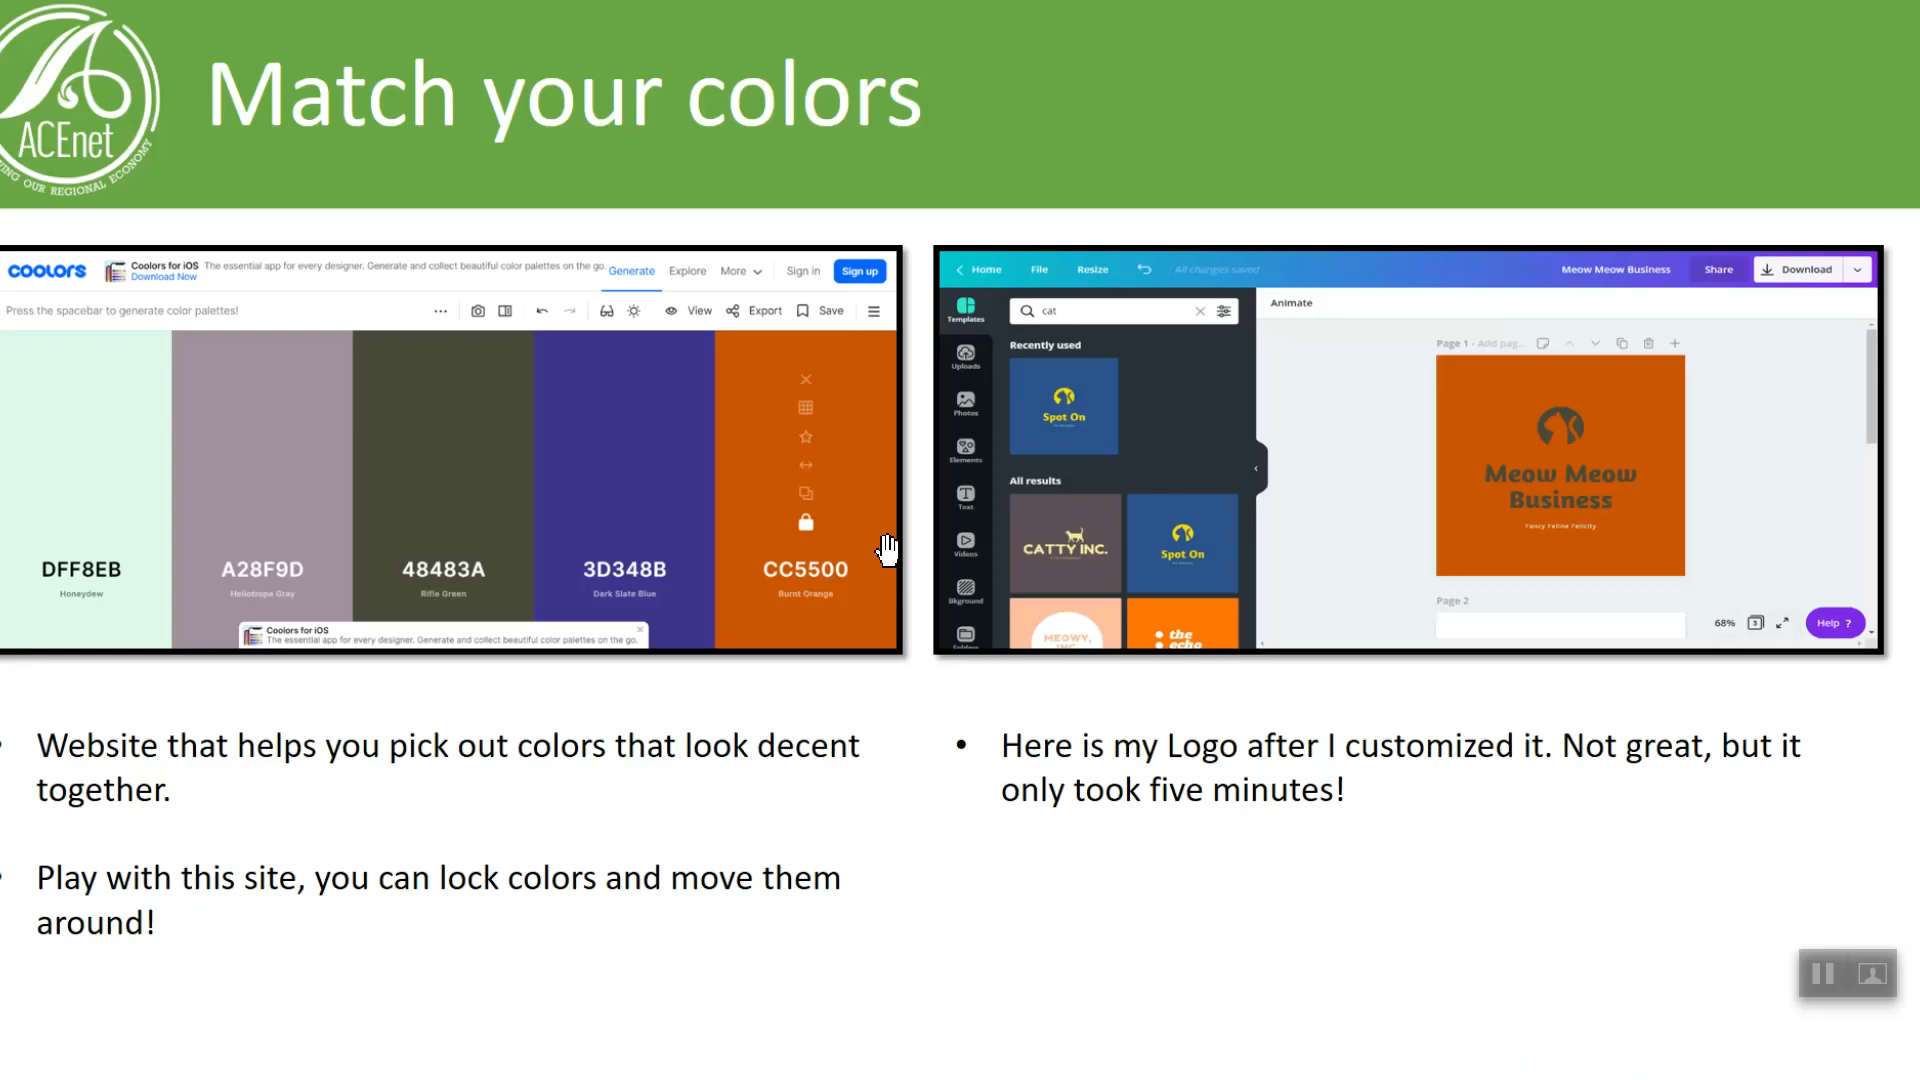 ACEnet
OUR REGIONAL ECONOMY
Match your colors
coolors
Coolors for iOS The essential app for every designer. Generate and collect beautiful color palettes on the go.
Download Now
Generate Explore More Sign in Sign up
Press the spacebar to generate color palettes!
View Export Save
DFF8EB
Honeydew
A28F9D
Heliotrope Gray
48483A
Rifle Green
3D348B
Dark Slate Blue
CC5500
Burnt Orange
Coolors for iOS
The essential app for every designer. Generate and collect beautiful color palettes on the go.
Home File Resize All changes saved Meow Meow Business Share Download
Templates
Uploads
Photos
Elements
Text
Videos
Bkground
Folders
cat
Recently used
Spot On
All results
CATTY INC.
Spot On
MEOWY,
INC
the
echo
Animate
Page 1 - Add pag...
Meow Meow
Business
Fancy Feline Felicity
Page 2
68% 3 Help ?
Website that helps you pick out colors that look decent
together.
Play with this site, you can lock colors and move them
around!
• Here is my Logo after I customized it. Not great, but it
only took five minutes!